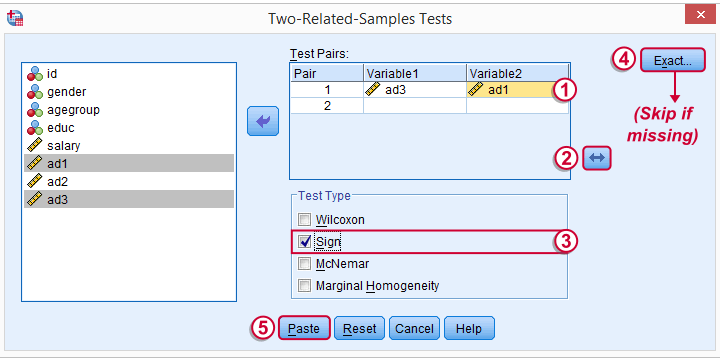 Two-Related-Samples Tests
×
id
gender
agegroup
educ
salary
ad1
ad2
ad3
Test Pairs:
Pair Variable1 Variable2
1 ad3 ad1 1
2
2
Test Type
Wilcoxon
Sign 3
McNemar
Marginal Homogeneity
4 Exact...
(Skip if
missing)
5 Paste Reset Cancel Help